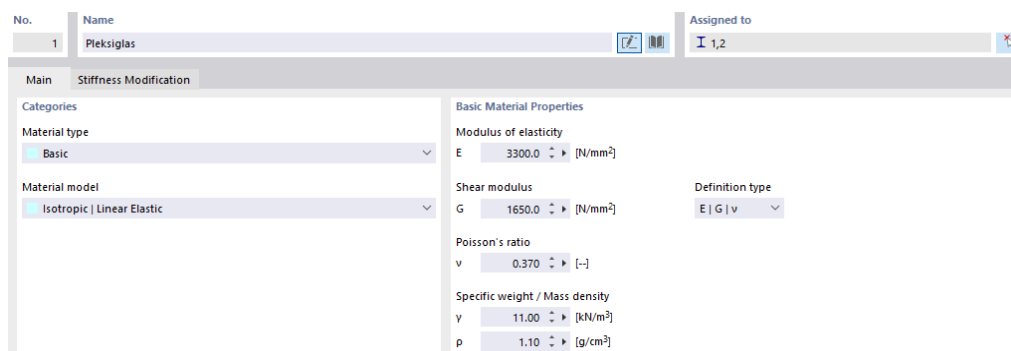 No. Name Assigned to
1 Pleksiglas 1,2
Main Stiffness Modification
Categories
Material type
Basic
Material model
Isotropic | Linear Elastic
Basic Material Properties
Modulus of elasticity
E 3300.0 [N/mm²]
Shear modulus Definition type
G 1650.0 [N/mm²] E | G | ν
Poisson's ratio
ν 0.370 [--]
Specific weight / Mass density
γ 11.00 [kN/m³]
ρ 1.10 [g/cm³]